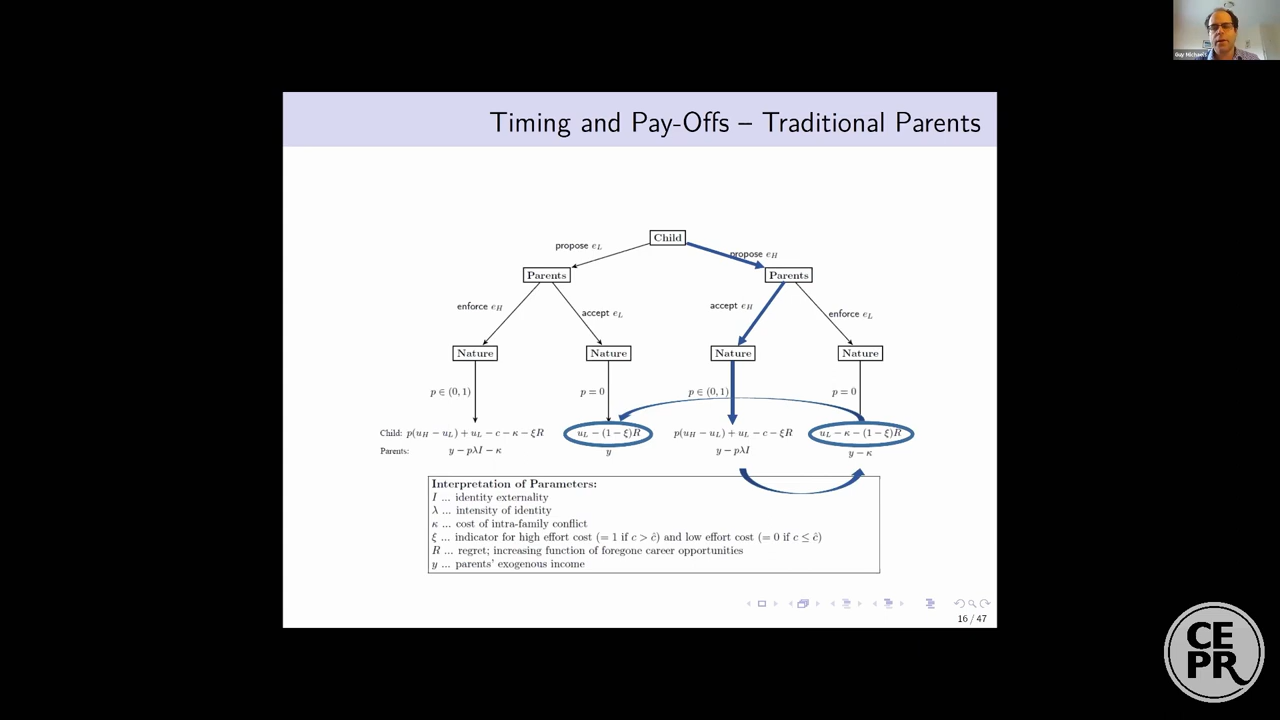 Guy Michaels
Timing and Pay-Offs – Traditional Parents
Child
propose e_L
propose e_H
Parents
Parents
enforce e_H
accept e_L
accept e_H
enforce e_L
Nature
Nature
Nature
Nature
p ∈ (0, 1)
p = 0
p ∈ (0, 1)
p = 0
Child: p(u_H − u_L) + u_L − c − κ − ξR
u_L − (1 − ξ)R
p(u_H − u_L) + u_L − c − ξR
u_L − κ − (1 − ξ)R
Parents: y − pλI − κ
y
y − pλI
y − κ
Interpretation of Parameters:
I ... identity externality
λ ... intensity of identity
κ ... cost of intra-family conflict
ξ ... indicator for high effort cost (= 1 if c > ĉ) and low effort cost (= 0 if c ≤ ĉ)
R ... regret; increasing function of foregone career opportunities
y ... parents' exogenous income
16 / 47
CE
PR